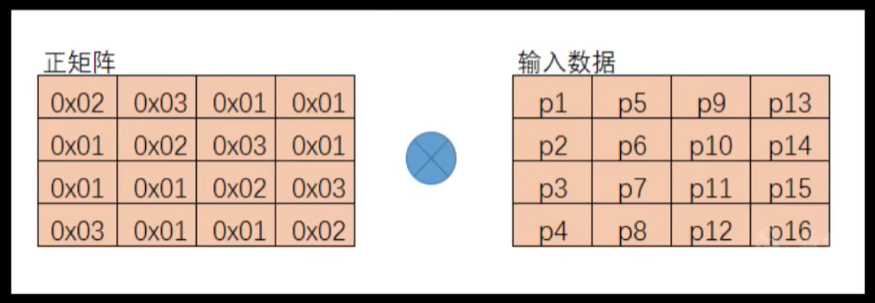 正矩阵 输入数据
0x02 0x03 0x01 0x01 p1 p5 p9 p13
0x01 0x02 0x03 0x01 p2 p6 p10 p14
0x01 0x01 0x02 0x03 p3 p7 p11 p15
0x03 0x01 0x01 0x02 p4 p8 p12 p16